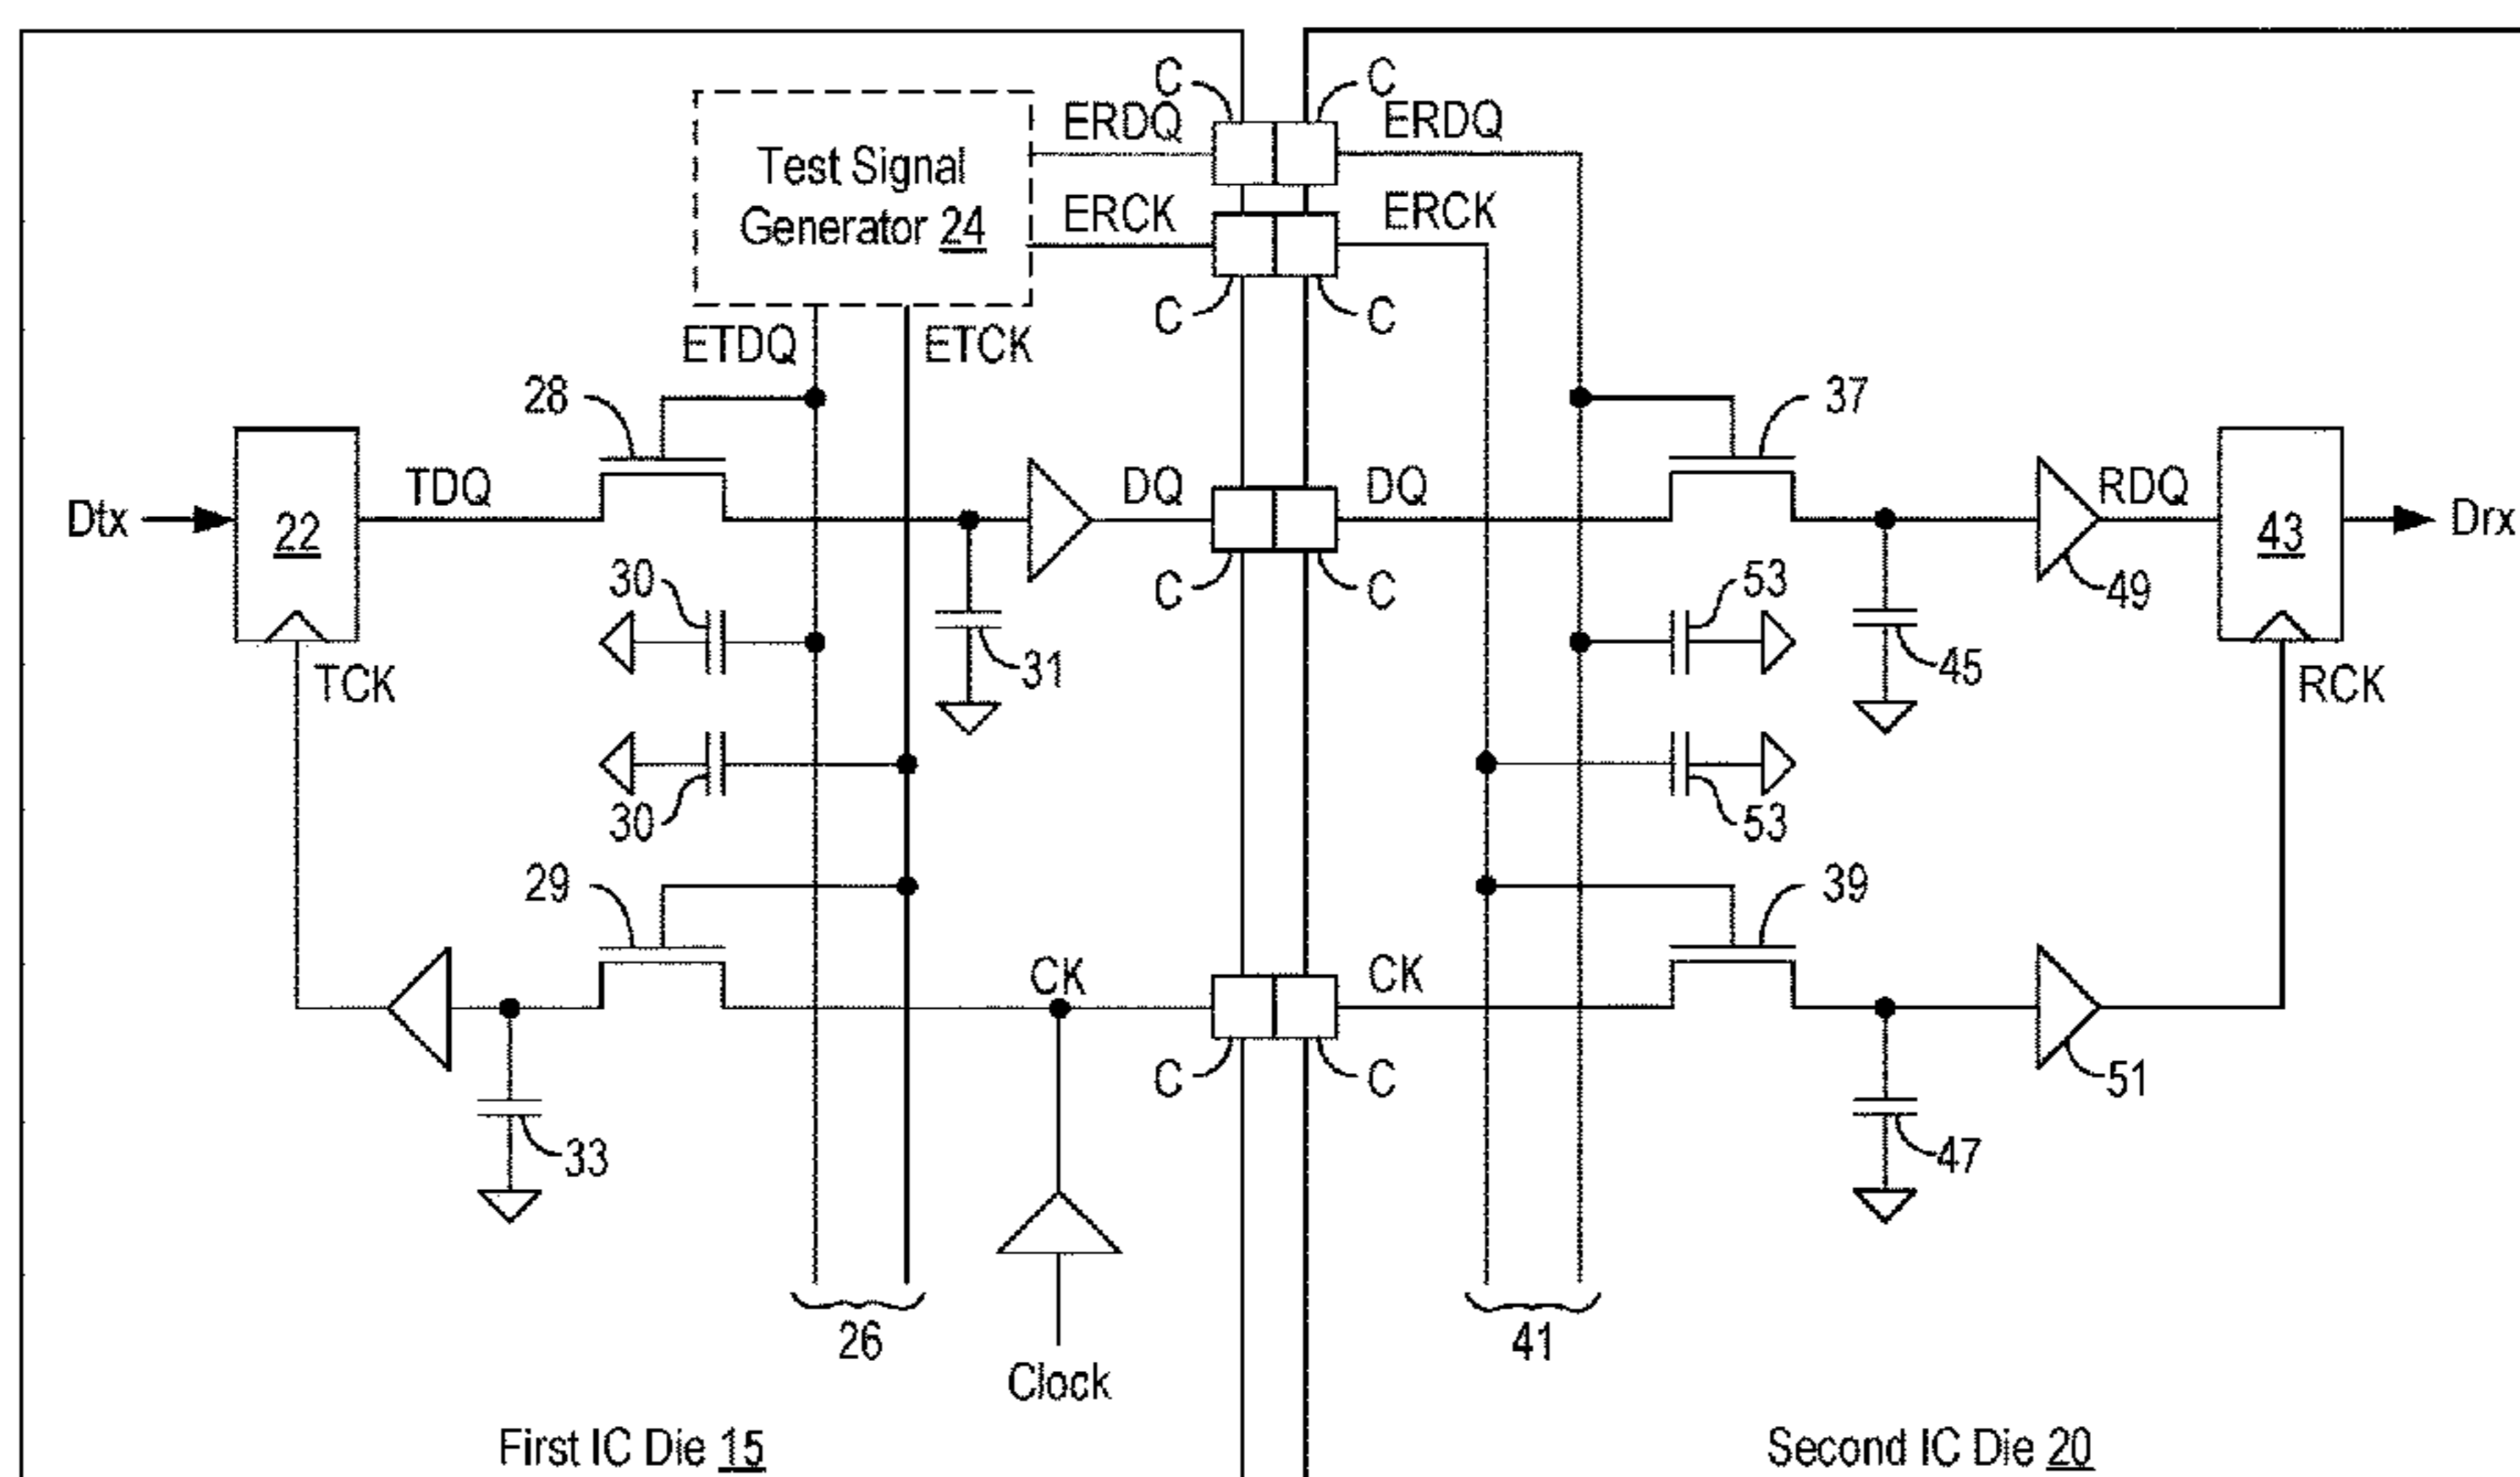 C C
ERDQ ERDQ
Test Signal
Generator 24
ERCK ERCK
C C
ETDQ ETCK
28 37
TDQ DQ DQ RDQ
Dtx 22 43 Drx
30 C C 53 49
TCK 31 45 RCK
30 53
29 39
CK CK
C C 51
33 47
26 41
Clock
First IC Die 15 Second IC Die 20